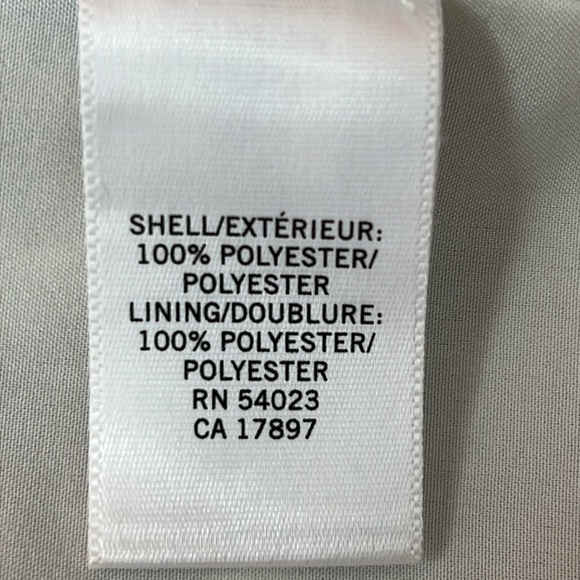 SHELL/EXTÉRIEUR:
100% POLYESTER/
POLYESTER
LINING/DOUBLURE:
100% POLYESTER/
POLYESTER
RN 54023
CA 17897